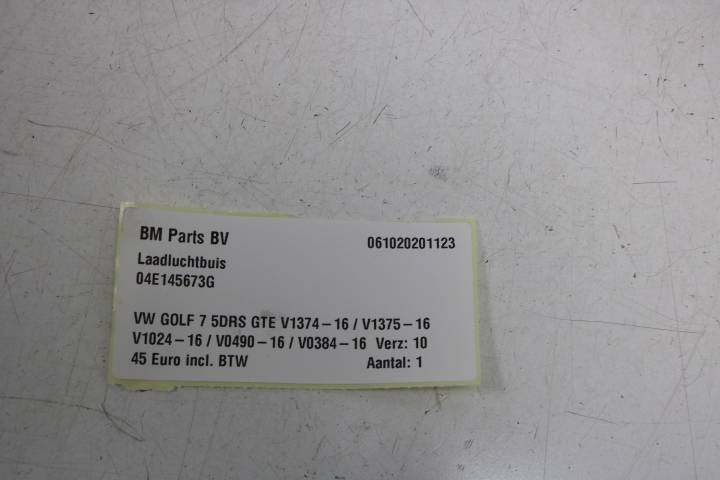 BM Parts BV 061020201123
Laadluchtbuis
04E145673G
VW GOLF 7 5DRS GTE V1374-16 / V1375-16
V1024-16 / V0490-16 / V0384-16 Verz: 10
45 Euro incl. BTW Aantal: 1